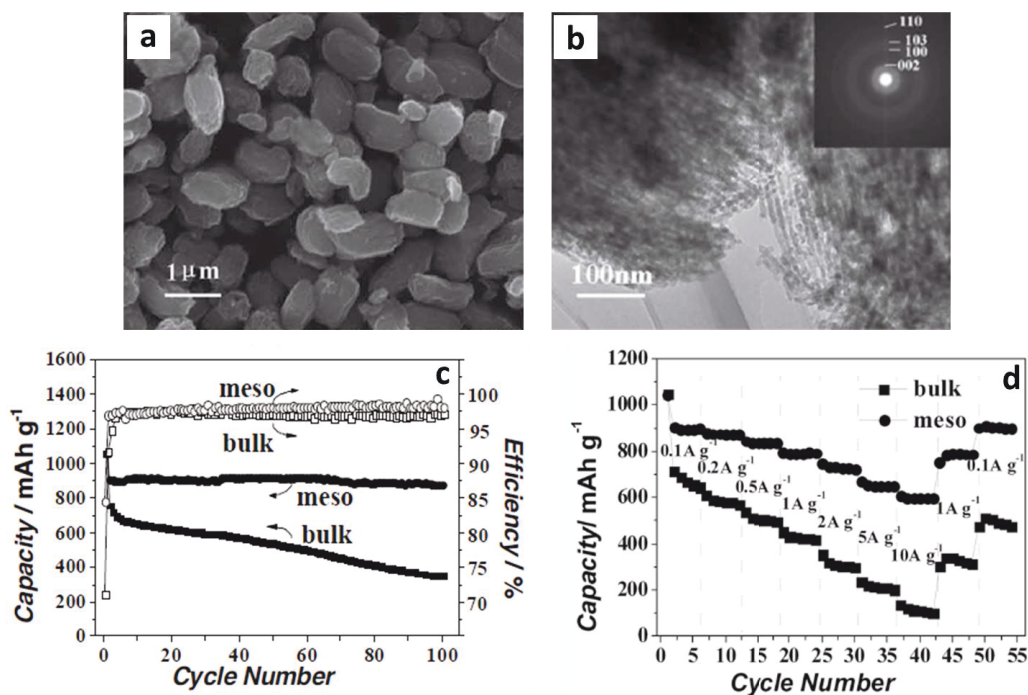 a
1μm
b
110
103
100
002
100nm
c
1600
1400
1200
1000
800
600
400
200
0
Capacity / mAh g⁻¹
100
95
90
85
80
75
70
Efficiency / %
meso
bulk
meso
bulk
0
20
40
60
80
100
Cycle Number
d
1200
1000
800
600
400
200
0
Capacity/ mAh g⁻¹
bulk
meso
0.1A g⁻¹
0.2A g⁻¹
0.5A g⁻¹
1A g⁻¹
2A g⁻¹
5A g⁻¹
10A g⁻¹
1A g⁻¹
0.1A g⁻¹
0
5
10
15
20
25
30
35
40
45
50
55
Cycle Number